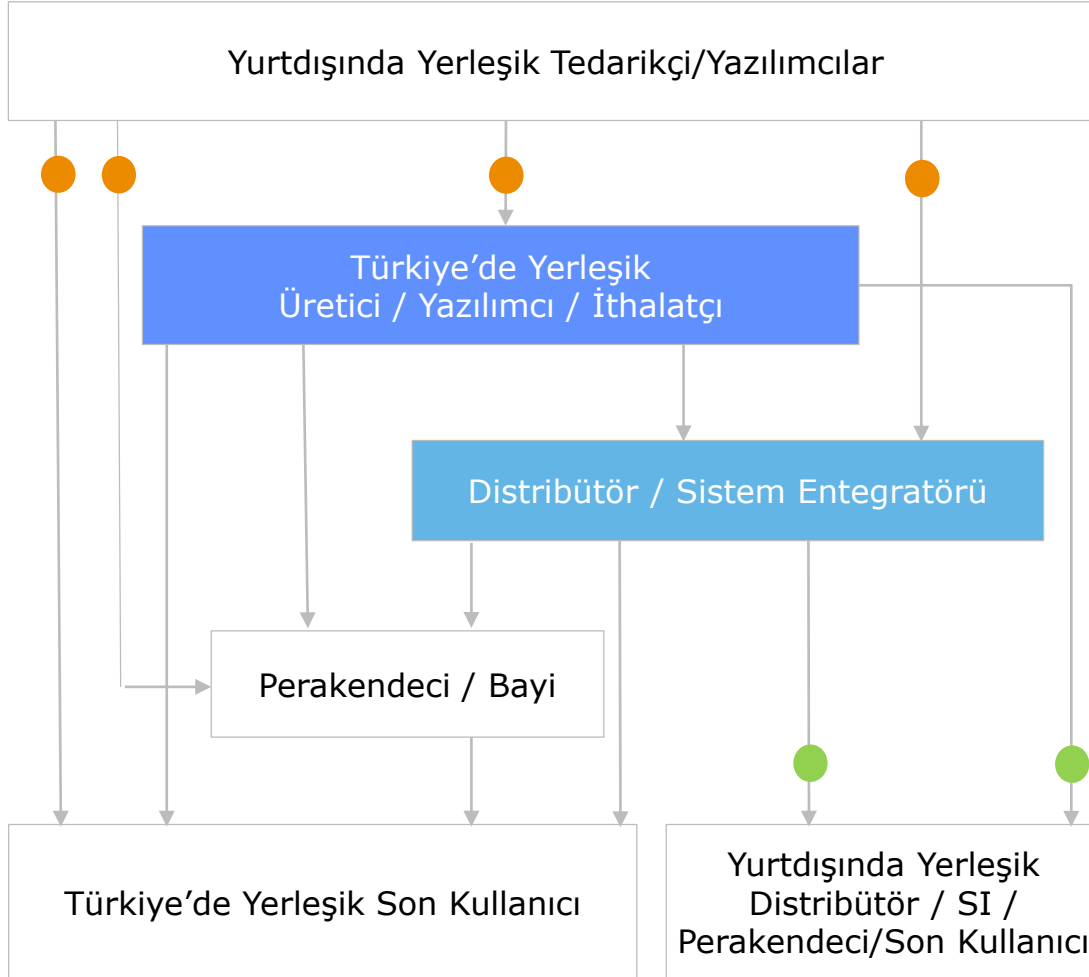 Yurtdışında Yerleşik Tedarikçi/Yazılımcılar
Türkiye’de Yerleşik
Üretici / Yazılımcı / İthalatçı
Distribütör / Sistem Entegratörü
Perakendeci / Bayi
Türkiye’de Yerleşik Son Kullanıcı
Yurtdışında Yerleşik
Distribütör / SI /
Perakendeci/Son Kullanıcı